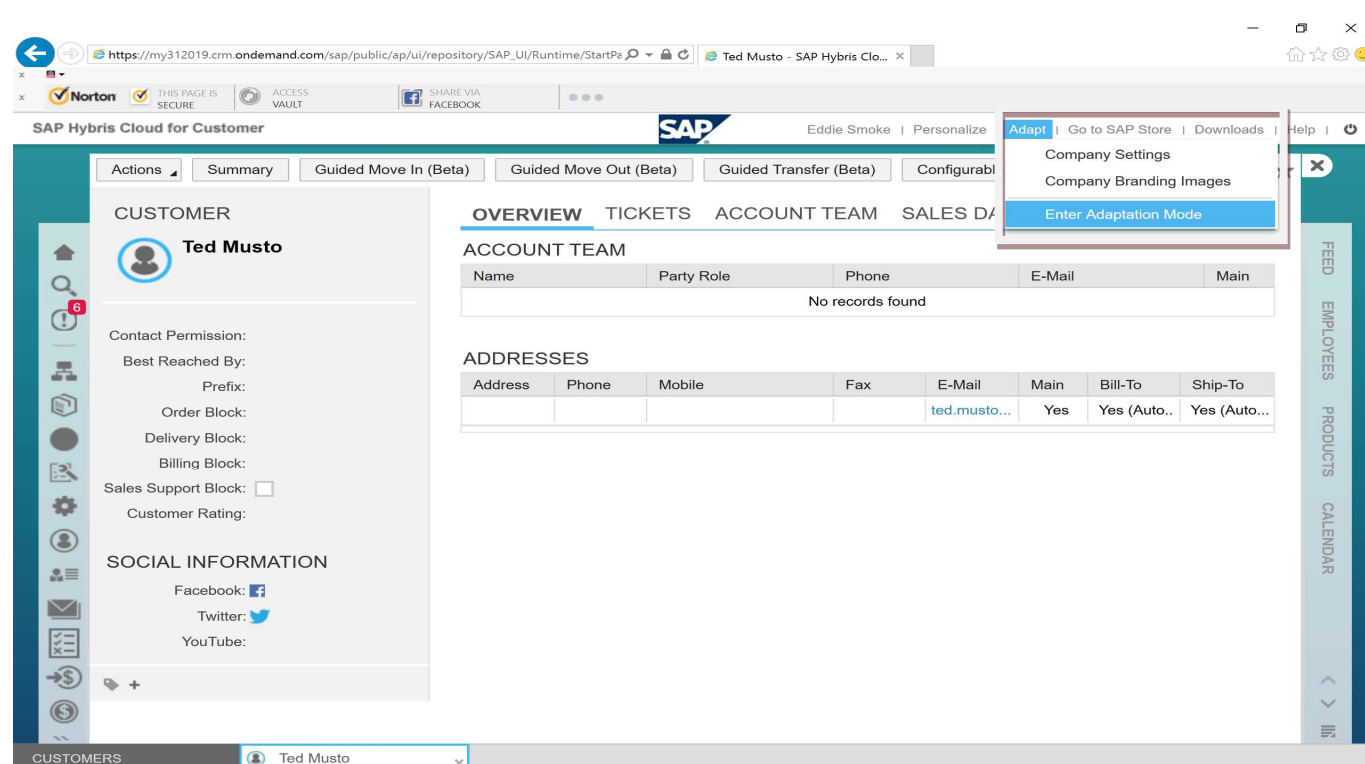 https://my312019.crm.ondemand.com/sap/public/ap/ui/repository/SAP_UI/Runtime/StartPa
Ted Musto - SAP Hybris Clo...
Norton
THIS PAGE IS SECURE
ACCESS VAULT
SHARE VIA FACEBOOK
SAP Hybris Cloud for Customer
SAP
Eddie Smoke | Personalize
Adapt | Go to SAP Store | Downloads | Help |
Company Settings
Company Branding Images
Enter Adaptation Mode
Actions Summary Guided Move In (Beta) Guided Move Out (Beta) Guided Transfer (Beta)
CUSTOMER
Ted Musto
6
Contact Permission:
Best Reached By:
Prefix:
Order Block:
Delivery Block:
Billing Block:
Sales Support Block:
Customer Rating:
SOCIAL INFORMATION
Facebook:
Twitter:
YouTube:
OVERVIEW TICKETS ACCOUNT TEAM SALES DA
ACCOUNT TEAM
Name Party Role Phone E-Mail Main
No records found
ADDRESSES
Address Phone Mobile Fax E-Mail Main Bill-To Ship-To
ted.musto... Yes Yes (Auto.. Yes (Auto...
FEED
EMPLOYEES
PRODUCTS
CALENDAR
CUSTOMERS
Ted Musto